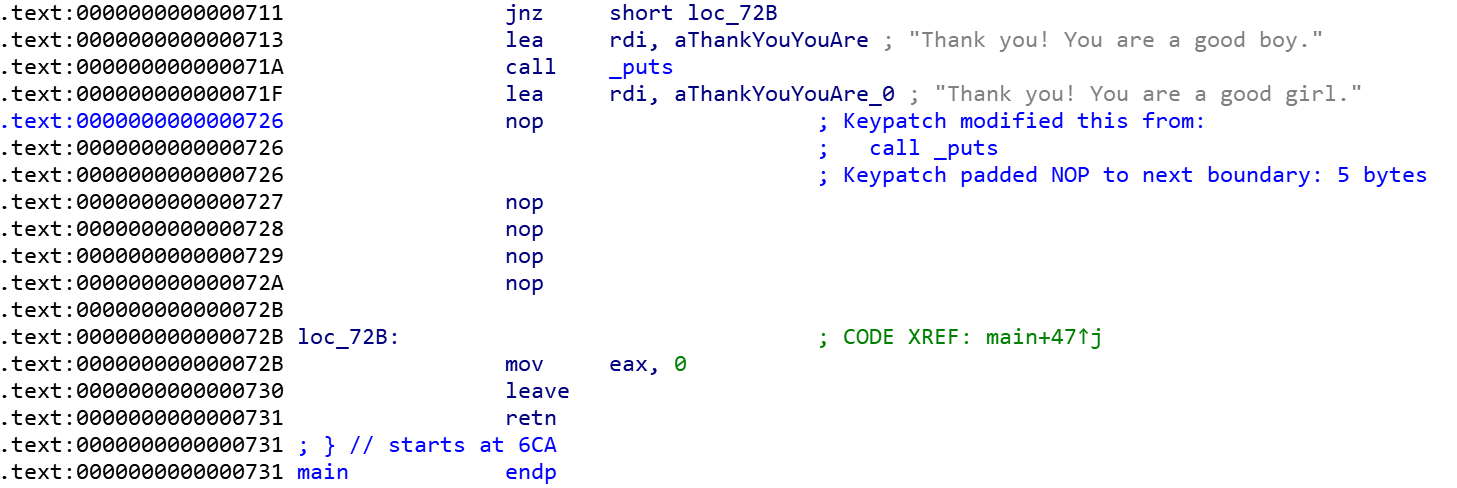 .text:0000000000000711 jnz short loc_72B
.text:0000000000000713 lea rdi, aThankYouYouAre ; "Thank you! You are a good boy."
.text:000000000000071A call _puts
.text:000000000000071F lea rdi, aThankYouYouAre_0 ; "Thank you! You are a good girl."
.text:0000000000000726 nop ; Keypatch modified this from:
.text:0000000000000726 ; call _puts
.text:0000000000000726 ; Keypatch padded NOP to next boundary: 5 bytes
.text:0000000000000727 nop
.text:0000000000000728 nop
.text:0000000000000729 nop
.text:000000000000072A nop
.text:000000000000072B
.text:000000000000072B loc_72B: ; CODE XREF: main+47↑j
.text:000000000000072B mov eax, 0
.text:0000000000000730 leave
.text:0000000000000731 retn
.text:0000000000000731 ; } // starts at 6CA
.text:0000000000000731 main endp